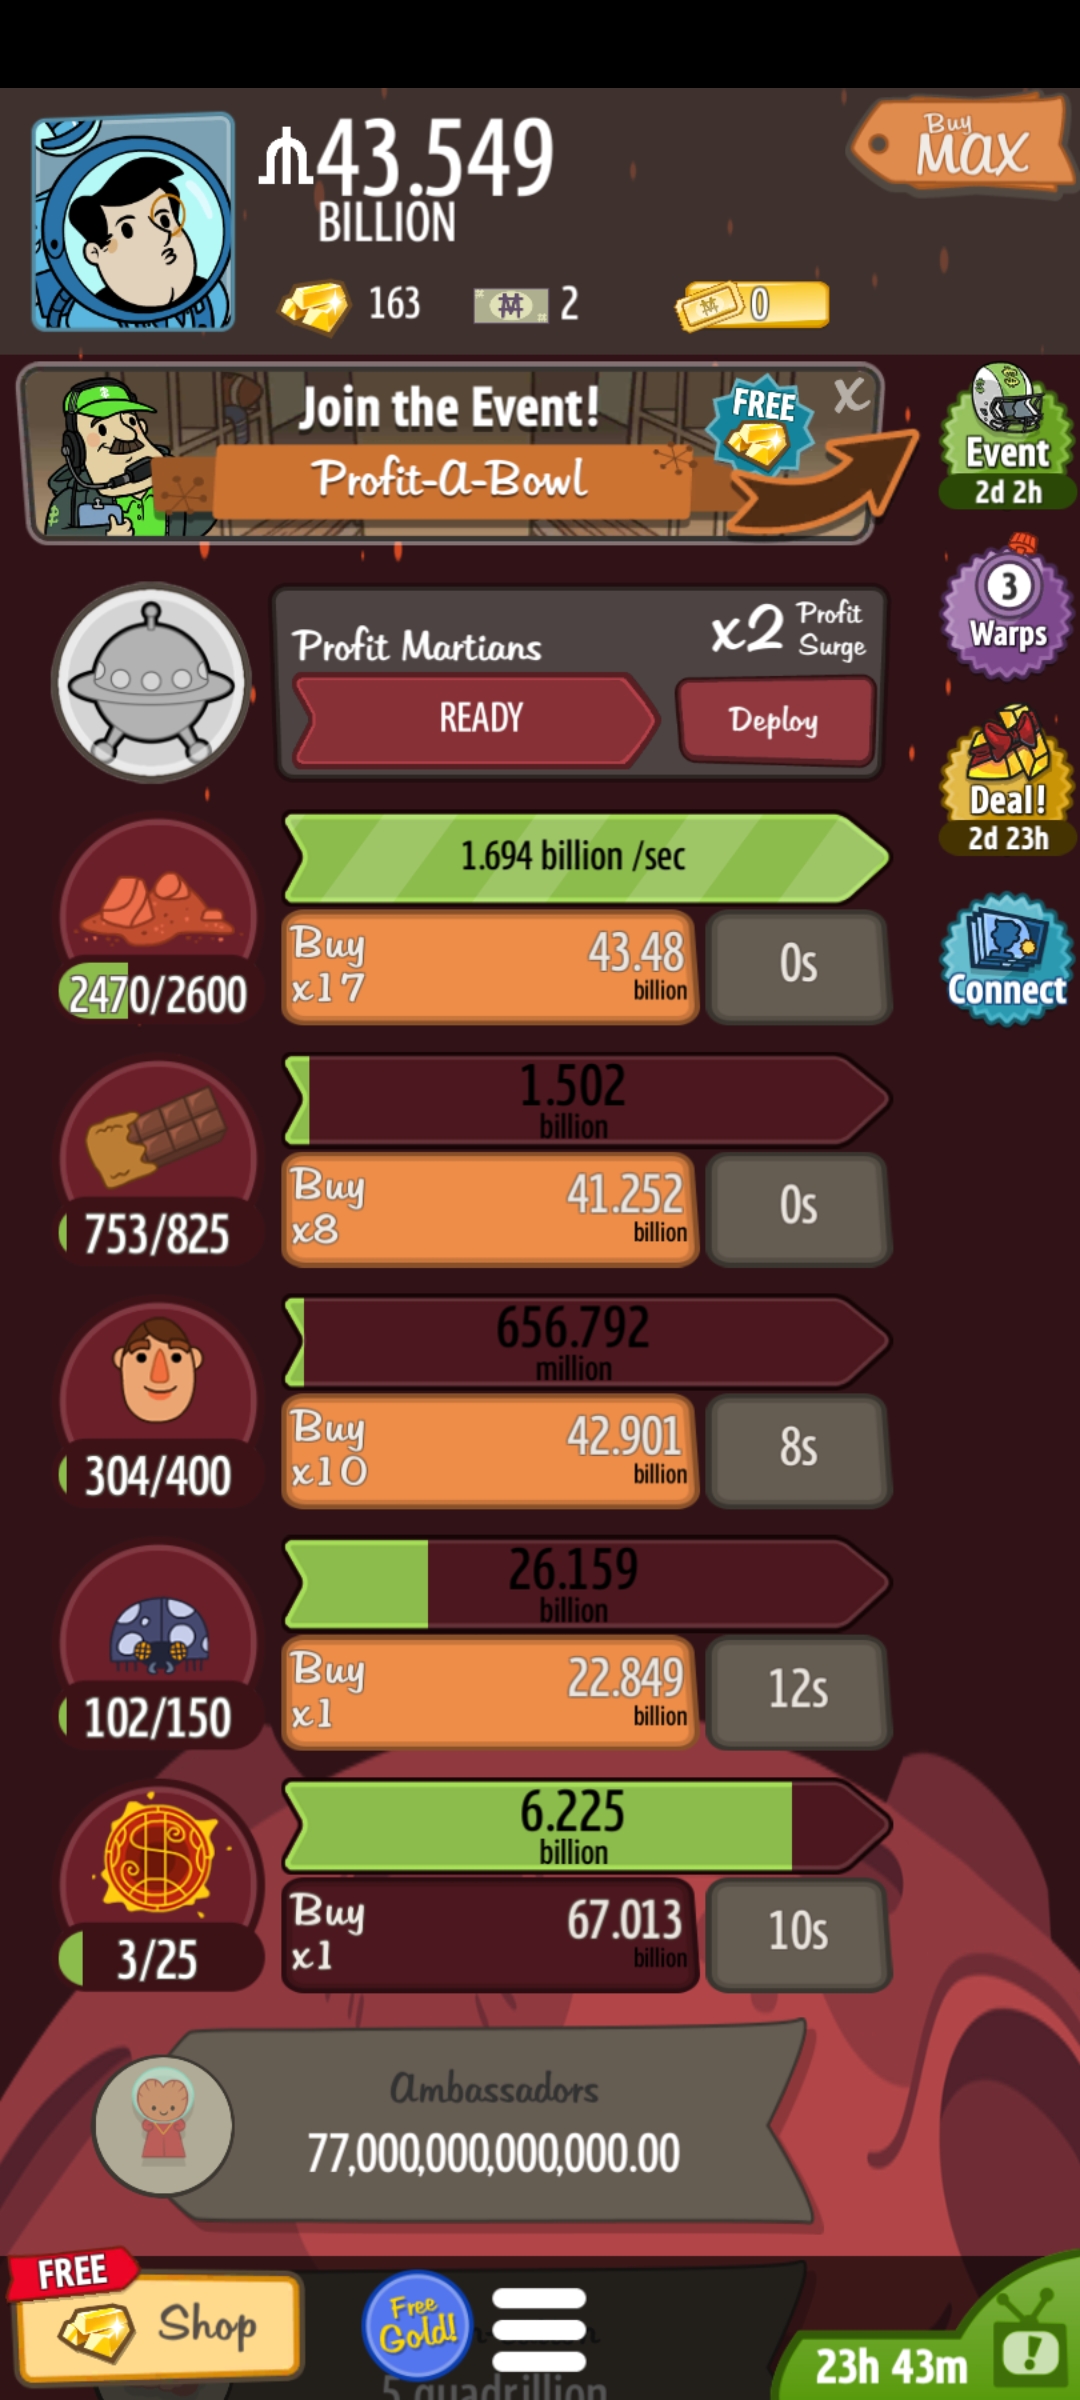 43.549
BILLION
Buy
MAX
163
2
0
Join the Event!
FREE
X
Profit-A-Bowl
Event
2d 2h
3
Warps
Profit Martians
x2 Profit Surge
READY
Deploy
Deal!
2d 23h
1.694 billion /sec
Buy
x17
43.48
billion
0s
2470/2600
Connect
1.502
billion
Buy
x8
41.252
billion
0s
753/825
656.792
million
Buy
x10
42.901
billion
8s
304/400
26.159
billion
Buy
x1
22.849
billion
12s
102/150
6.225
billion
Buy
x1
67.013
billion
10s
3/25
Ambassadors
77,000,000,000,000.00
FREE
Shop
Free
Gold!
5 quadrillion
23h 43m